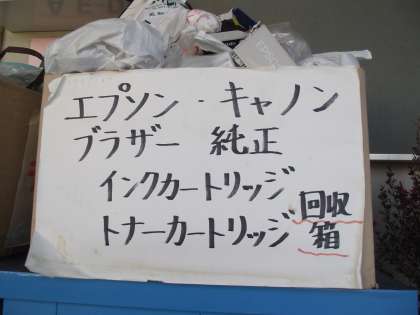 エプソン・キャノン
ブラザー 純正
インクカートリッジ
トナーカートリッジ
回収
箱